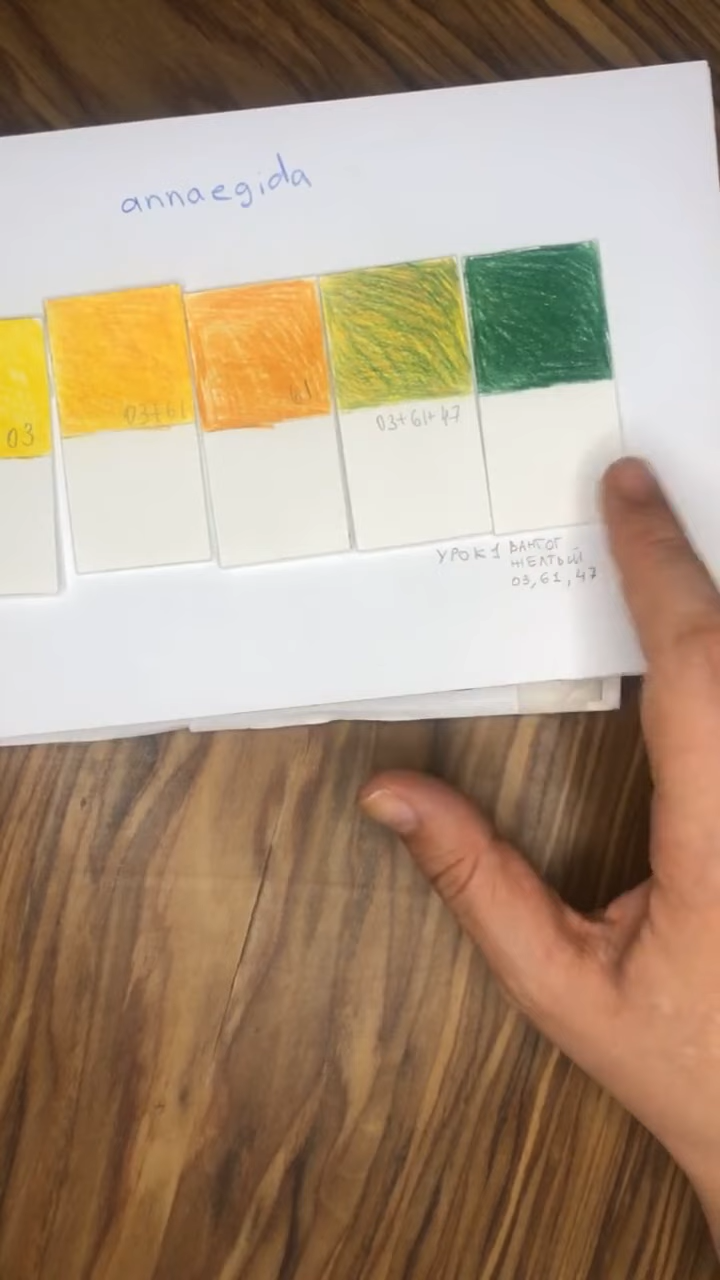 annaegida
03
03+61
61
03+61+47
УРОК 1 ВАНГОГ
ЖЕЛТЫЙ
03, 61, 47